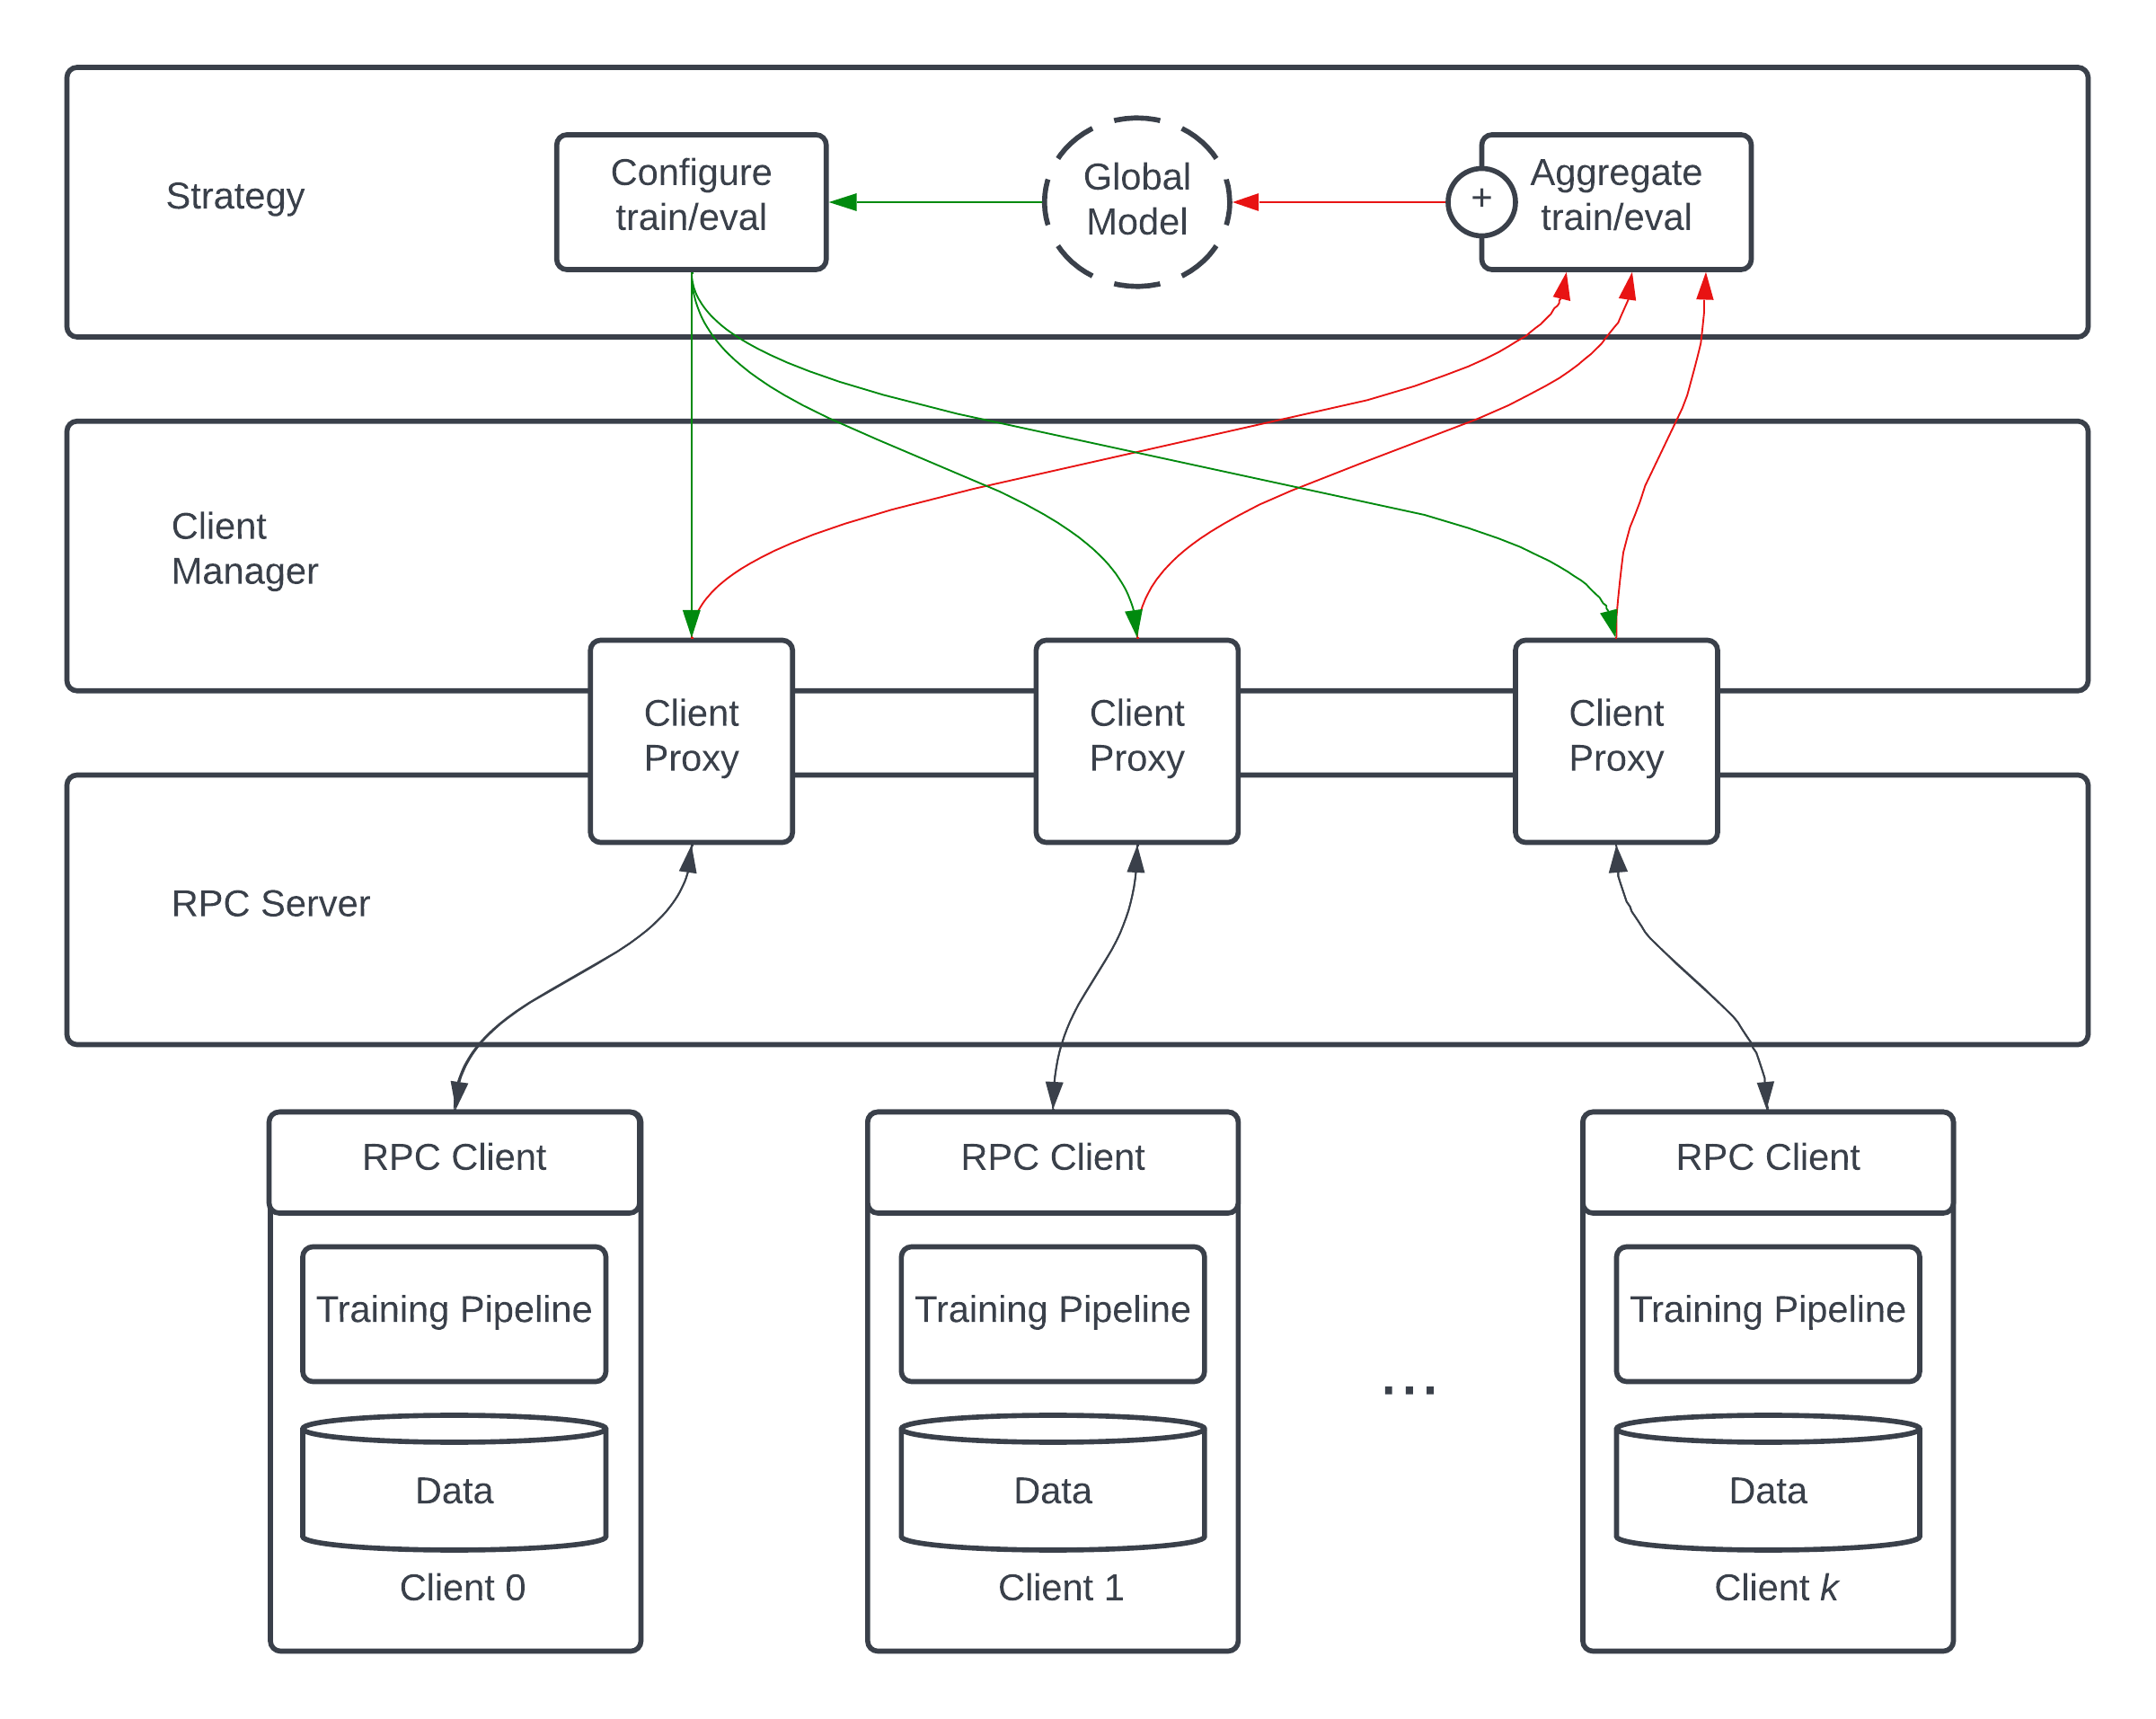 Strategy
Configure
train/eval
Global
Model
+
Aggregate
train/eval
Client
Manager
Client
Proxy
Client
Proxy
Client
Proxy
RPC Server
RPC Client
Training Pipeline
Data
Client 0
RPC Client
Training Pipeline
Data
Client 1
...
RPC Client
Training Pipeline
Data
Client k